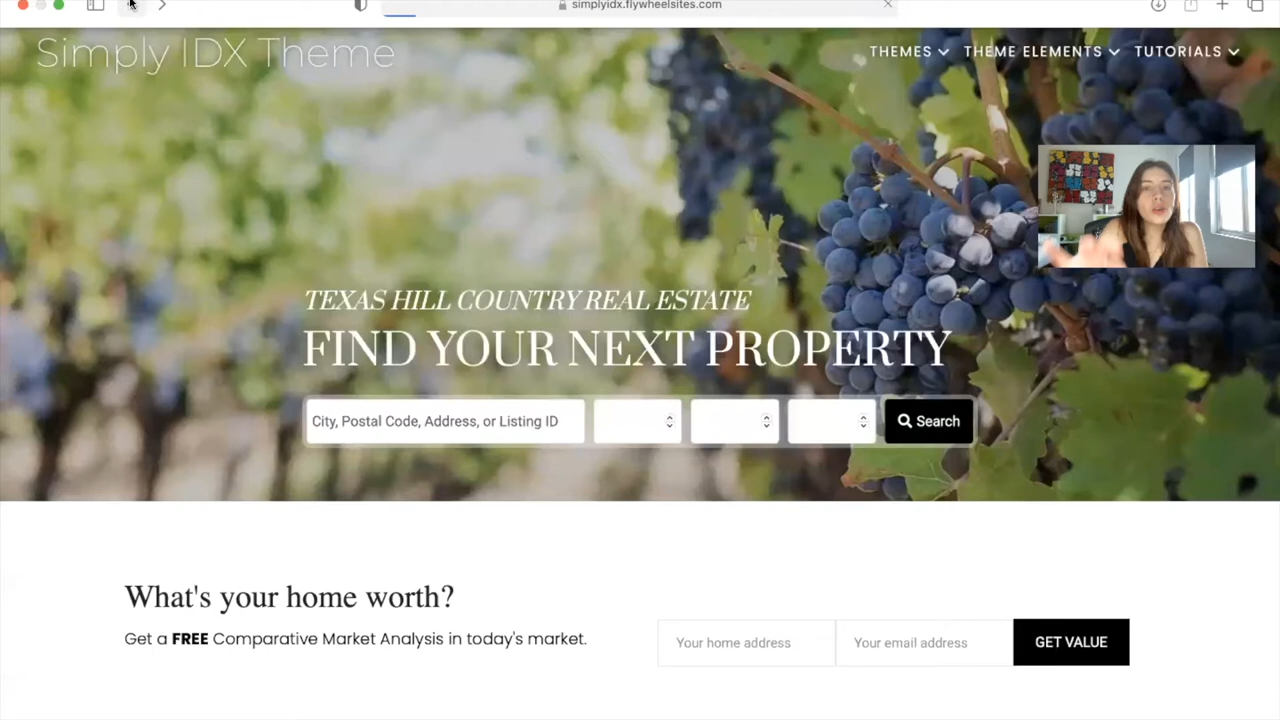 simplyidx.flywheelsites.com
Simply IDX Theme
THEMES THEME ELEMENTS TUTORIALS
TEXAS HILL COUNTRY REAL ESTATE
FIND YOUR NEXT PROPERTY
City, Postal Code, Address, or Listing ID
Search
What's your home worth?
Get a FREE Comparative Market Analysis in today's market.
Your home address
Your email address
GET VALUE